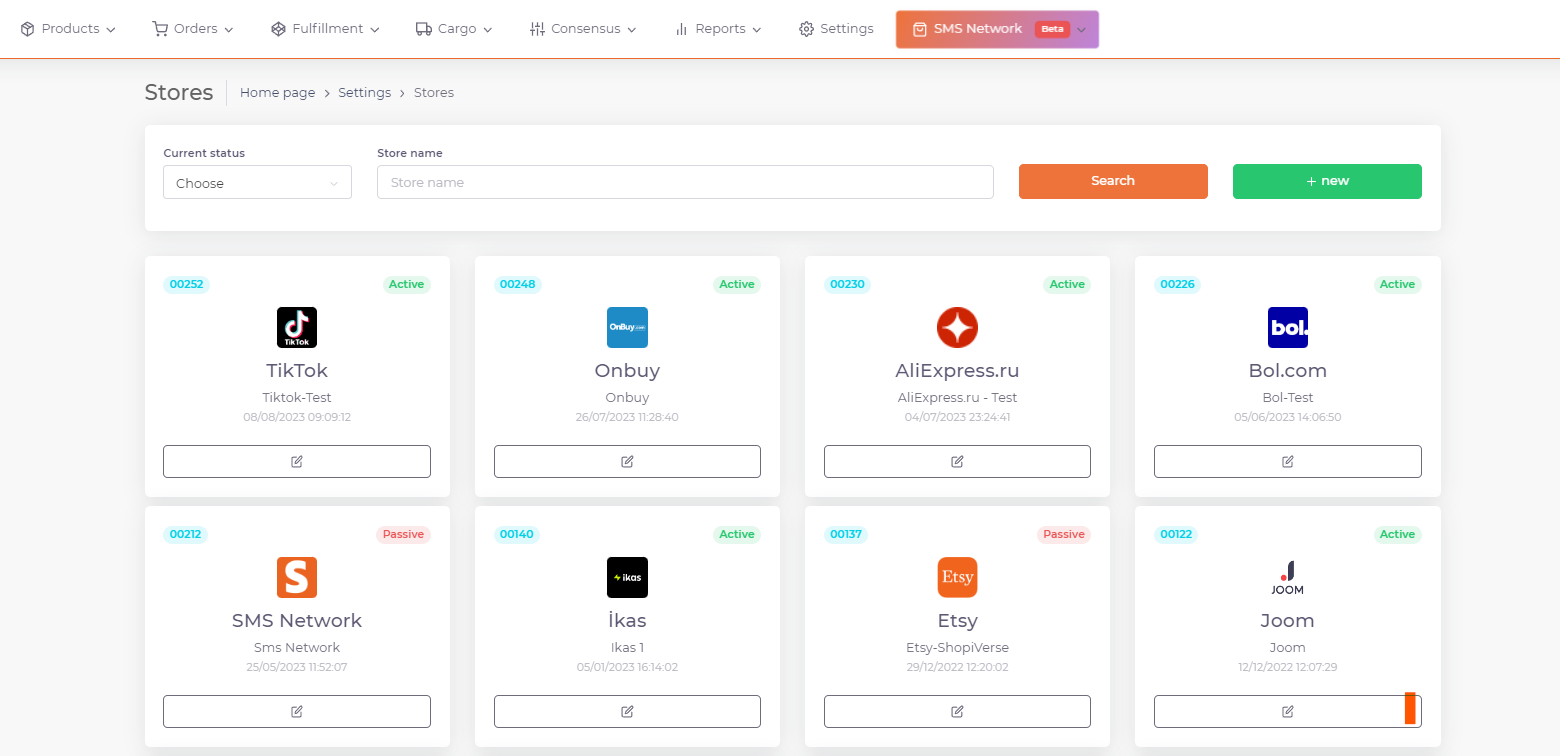 Products Orders Fulfillment Cargo Consensus Reports Settings SMS Network Beta
Stores Home page > Settings > Stores
Current status Store name
Choose Store name Search + new
00252 Active 00248 Active 00230 Active 00226 Active
TikTok OnBuy.com bol.
TikTok Onbuy AliExpress.ru Bol.com
Tiktok-Test Onbuy AliExpress.ru - Test Bol-Test
08/08/2023 09:09:12 26/07/2023 11:28:40 04/07/2023 23:24:41 05/06/2023 14:06:50
00212 Passive 00140 Active 00137 Passive 00122 Active
S ikas Etsy JOOM
SMS Network İkas Etsy Joom
Sms Network Ikas 1 Etsy-ShopiVerse Joom
25/05/2023 11:52:07 05/01/2023 16:14:02 29/12/2022 12:20:02 12/12/2022 12:07:29